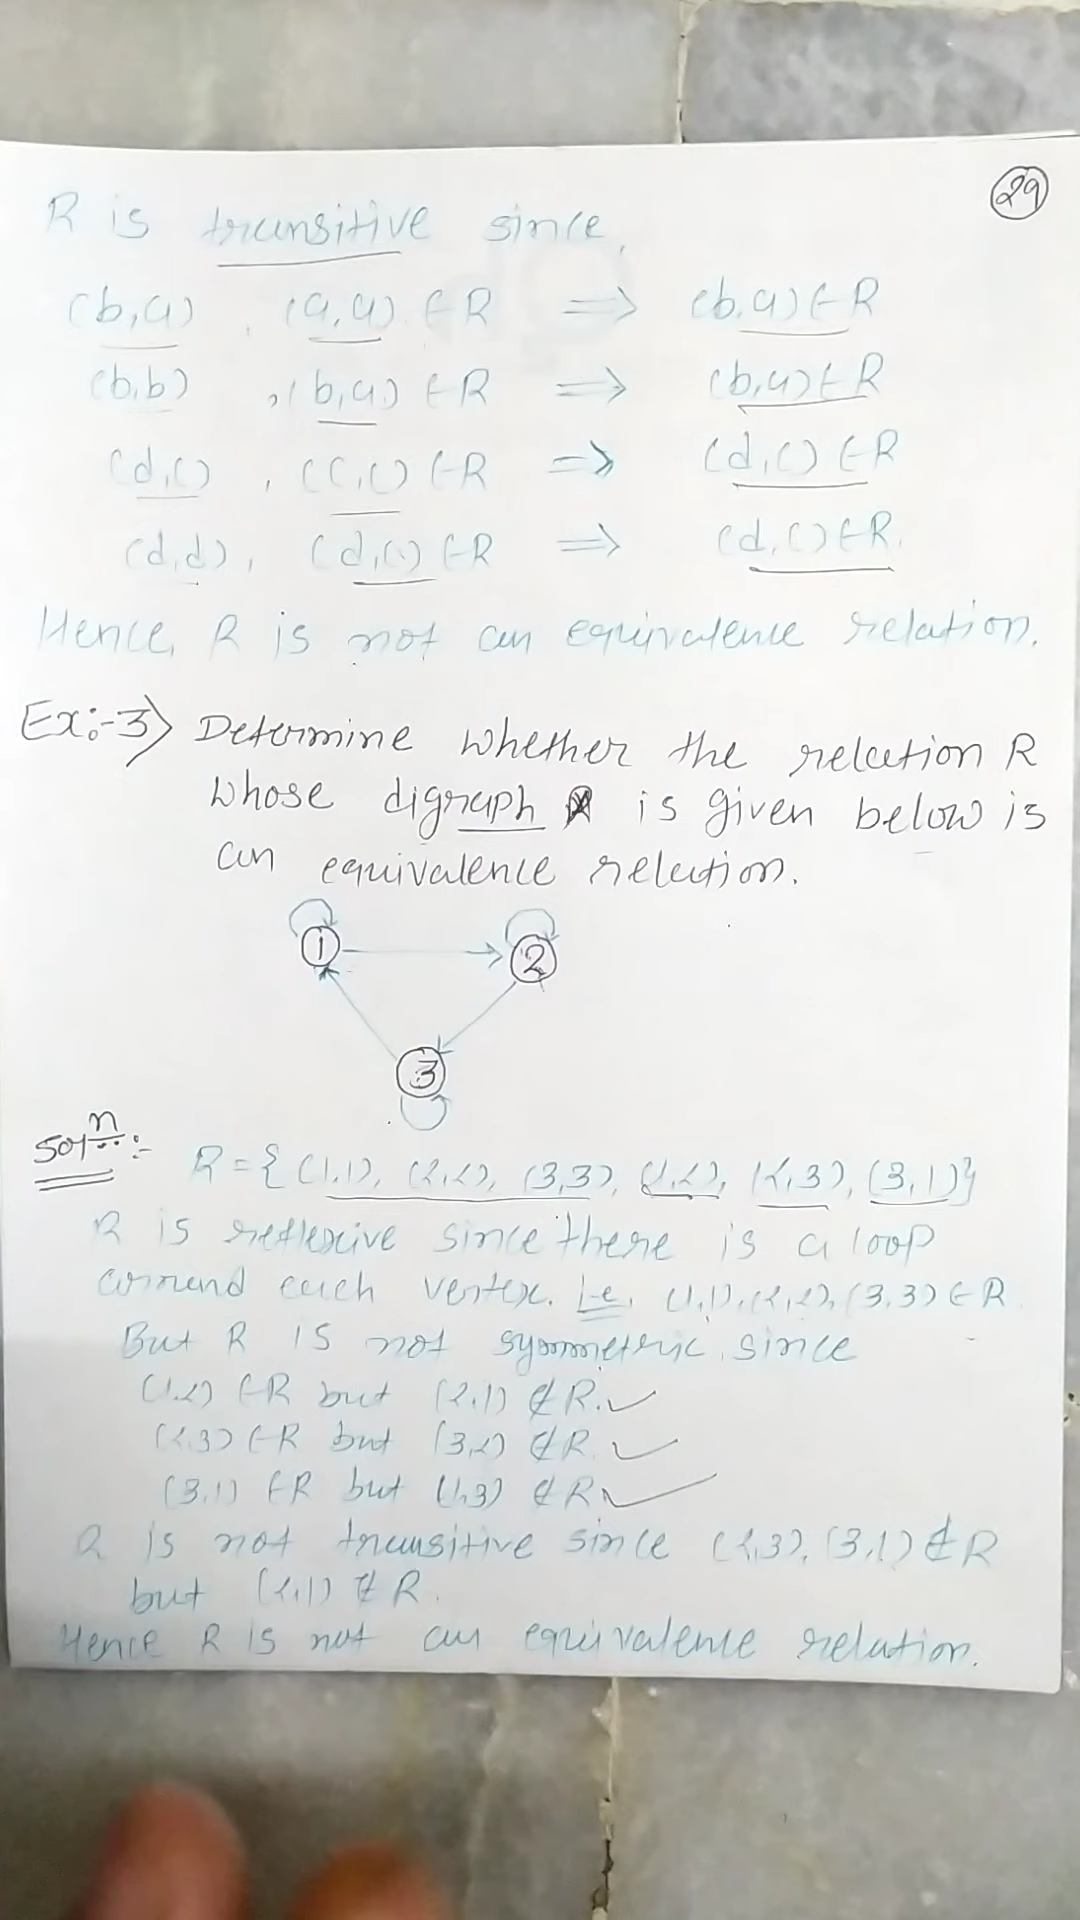 29
R is transitive since,
(b,a) , (a,a) ∈ R ⟹ (b,a) ∈ R
(b,b) , (b,a) ∈ R ⟹ (b,a) ∈ R
(d,c) , (c,c) ∈ R ⟹ (d,c) ∈ R
(d,d), (d,c) ∈ R ⟹ (d,c) ∈ R.
Hence, R is not an equivalence relation.
Ex:-3) Determine whether the relation R
whose digraph is given below is
an equivalence relation.
1 2
3
Solⁿ:- R = { (1,1), (2,2), (3,3), (1,2), (2,3), (3,1)}
R is reflexive since there is a loop
around each vertex. i.e. (1,1), (2,2), (3,3) ∈ R
But R is not symmetric since
(1,2) ∈ R but (2,1) ∉ R. ✓
(2,3) ∈ R but (3,2) ∉ R. ✓
(3,1) ∈ R but (1,3) ∉ R ✓
R is not transitive since (2,3), (3,1) ∉ R
but (2,1) ∉ R.
Hence R is not an equivalence relation.